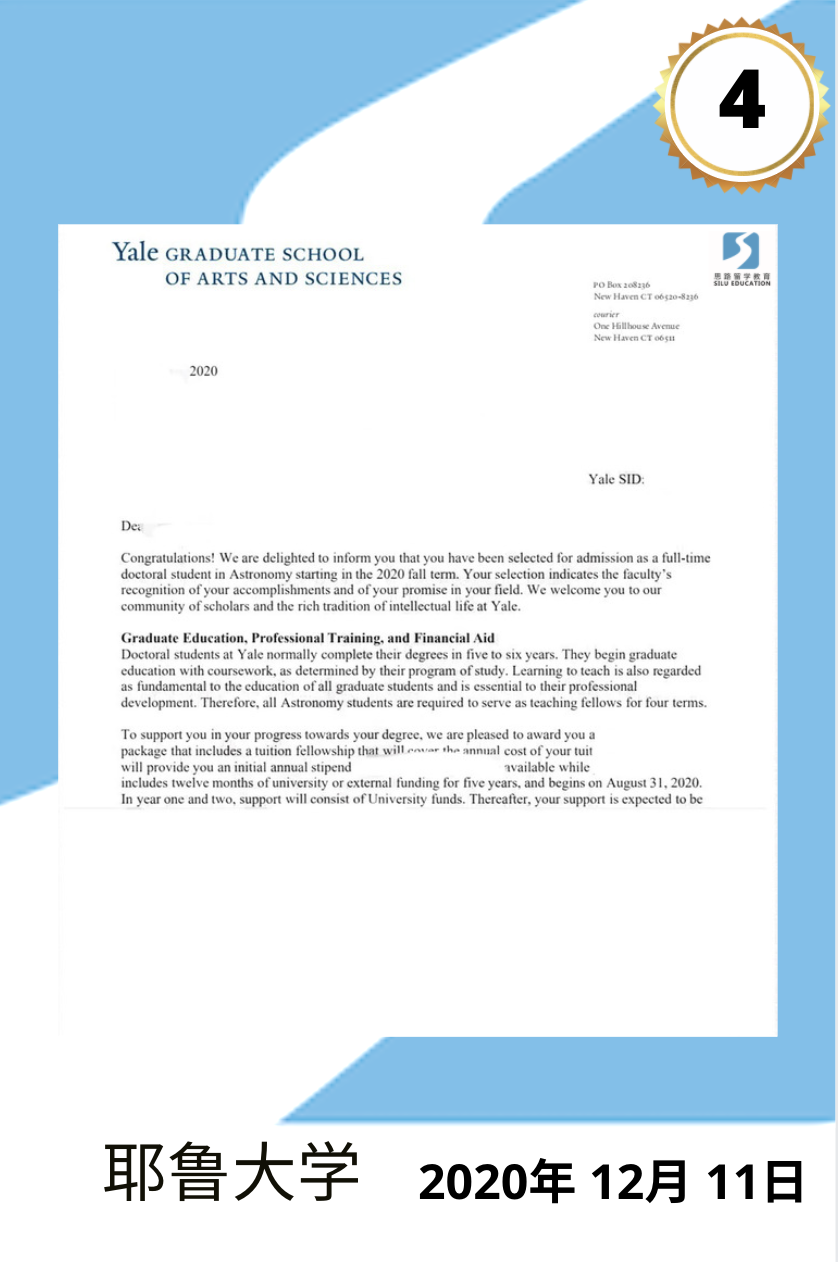 4
Yale GRADUATE SCHOOL
OF ARTS AND SCIENCES
思路留学教育
SILU EDUCATION
PO Box 208236
New Haven CT 06520-8236
courier
One Hillhouse Avenue
New Haven CT 06511
2020
Yale SID:
Congratulations! We are delighted to inform you that you have been selected for admission as a full-time
doctoral student in Astronomy starting in the 2020 fall term. Your selection indicates the faculty's
recognition of your accomplishments and of your promise in your field. We welcome you to our
community of scholars and the rich tradition of intellectual life at Yale.
Graduate Education, Professional Training, and Financial Aid
Doctoral students at Yale normally complete their degrees in five to six years. They begin graduate
education with coursework, as determined by their program of study. Learning to teach is also regarded
as fundamental to the education of all graduate students and is essential to their professional
development. Therefore, all Astronomy students are required to serve as teaching fellows for four terms.
To support you in your progress towards your degree, we are pleased to award you a
package that includes a tuition fellowship that will cover the annual cost of your tuit
will provide you an initial annual stipend available while
includes twelve months of university or external funding for five years, and begins on August 31, 2020.
In year one and two, support will consist of University funds. Thereafter, your support is expected to be
耶鲁大学 2020年 12月 11日